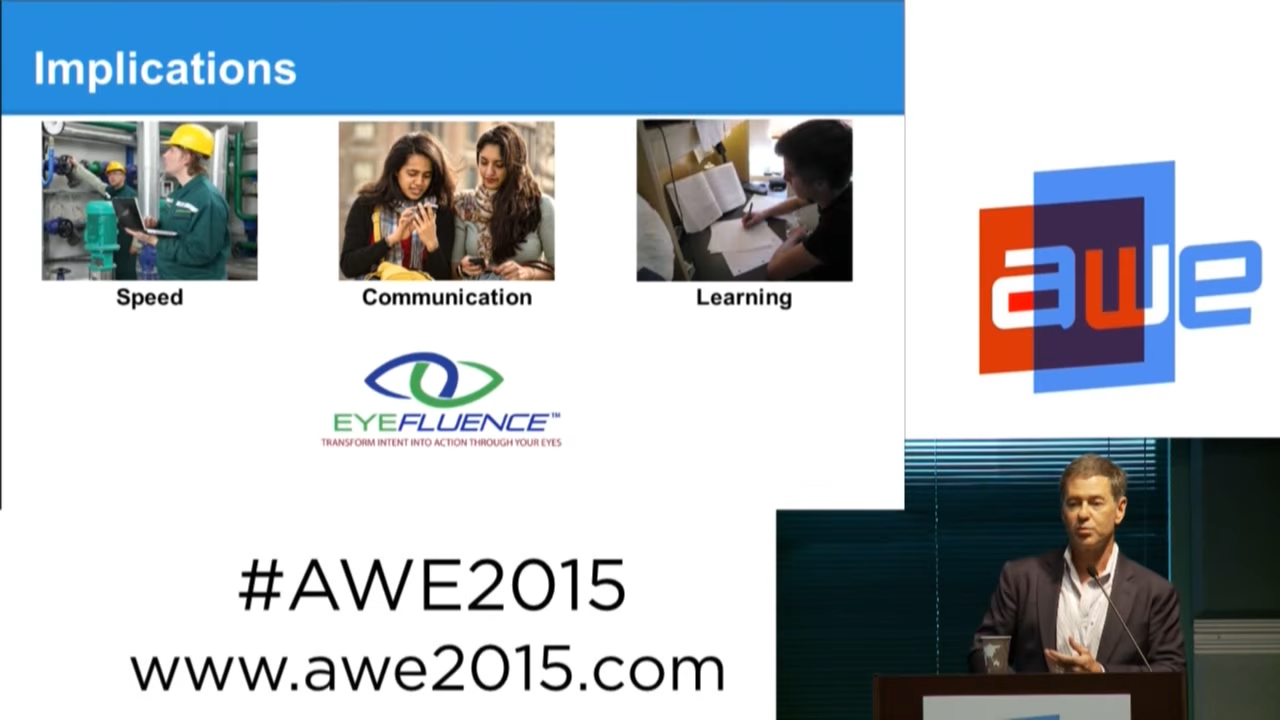 Implications
Speed
Communication
Learning
EYEFLUENCE™
TRANSFORM INTENT INTO ACTION THROUGH YOUR EYES
awe
#AWE2015
www.awe2015.com